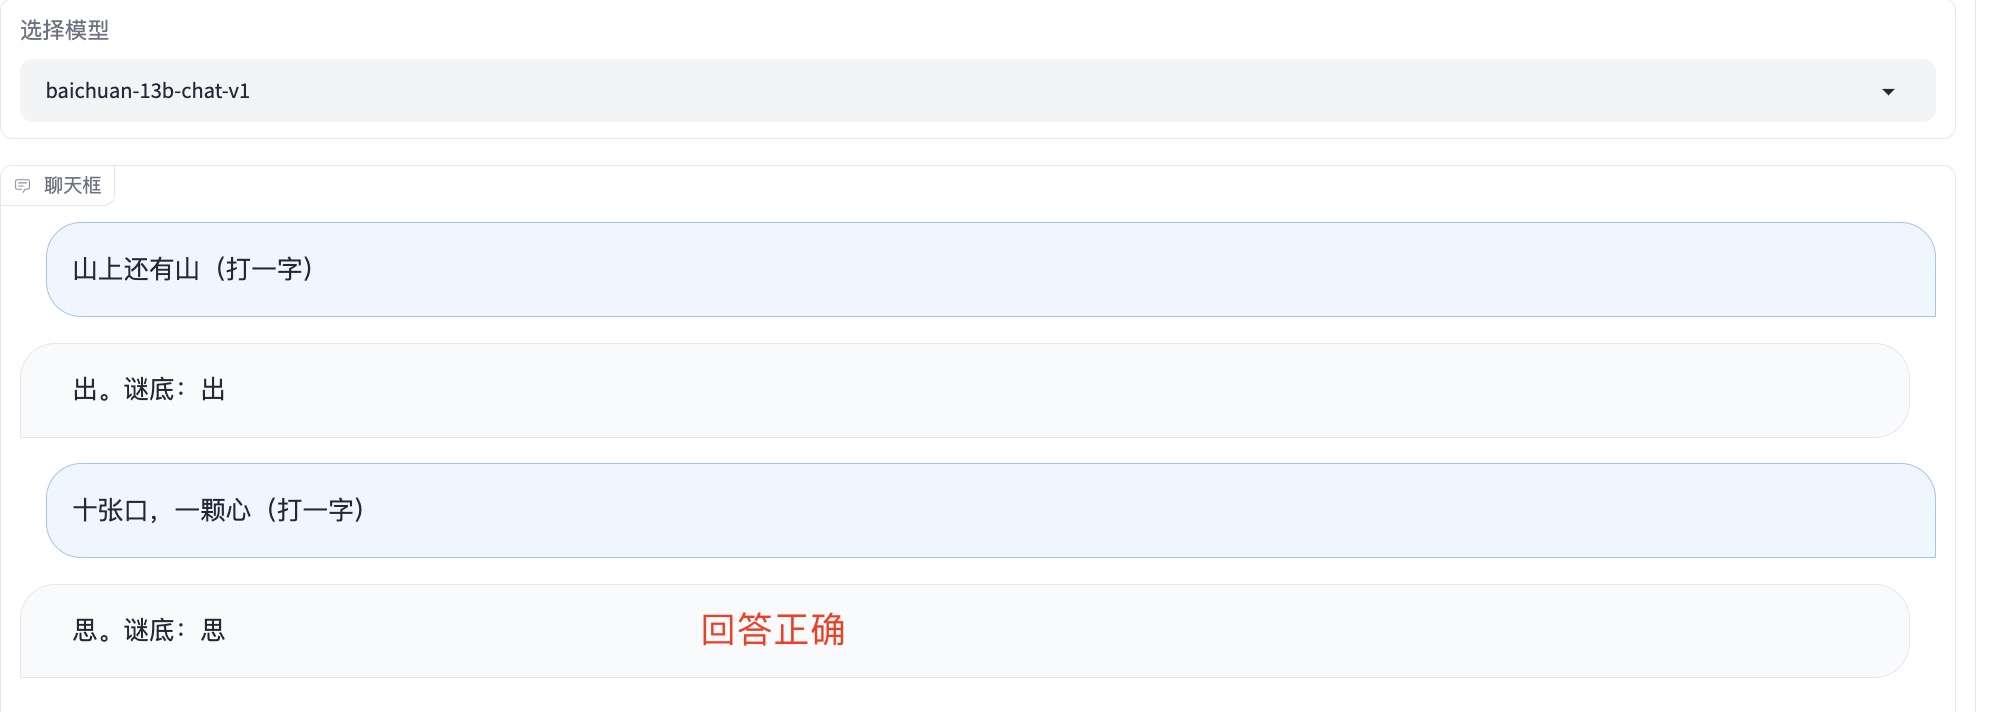 选择模型
baichuan-13b-chat-v1
聊天框
山上还有山（打一字）
出。谜底：出
十张口，一颗心（打一字）
思。谜底：思
回答正确